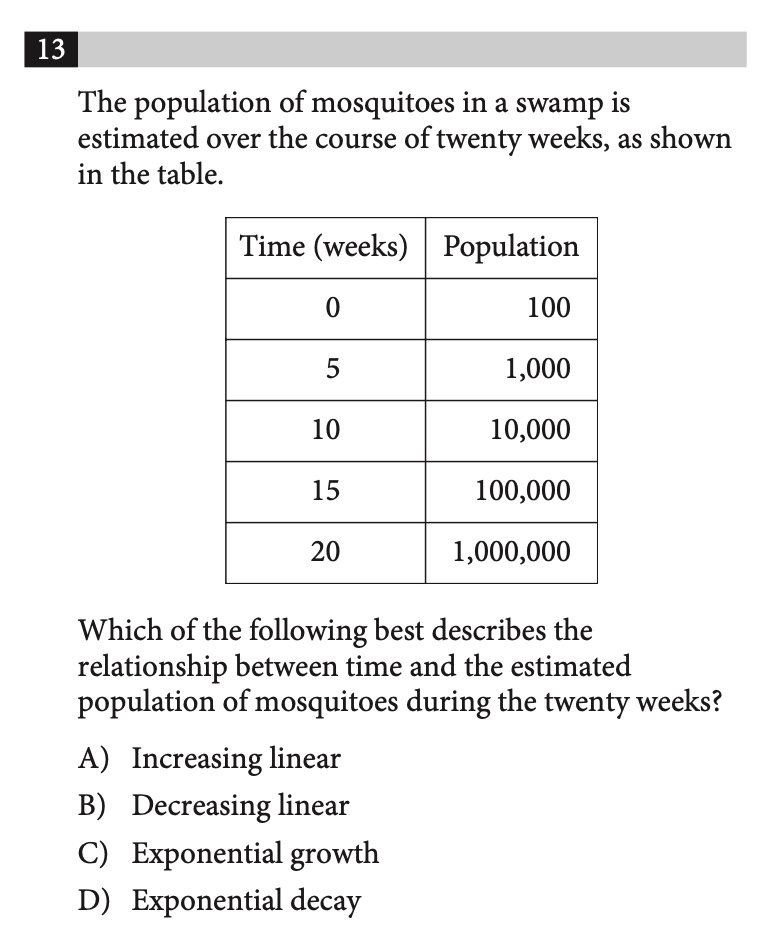 13
The population of mosquitoes in a swamp is
estimated over the course of twenty weeks, as shown
in the table.
Time (weeks) Population
0 100
5 1,000
10 10,000
15 100,000
20 1,000,000
Which of the following best describes the
relationship between time and the estimated
population of mosquitoes during the twenty weeks?
A) Increasing linear
B) Decreasing linear
C) Exponential growth
D) Exponential decay